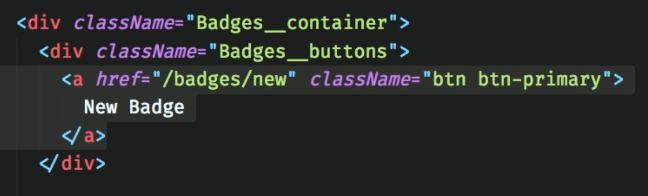 <div className="Badges__container">
<div className="Badges__buttons">
<a href="/badges/new" className="btn btn-primary">
New Badge
</a>
</div>